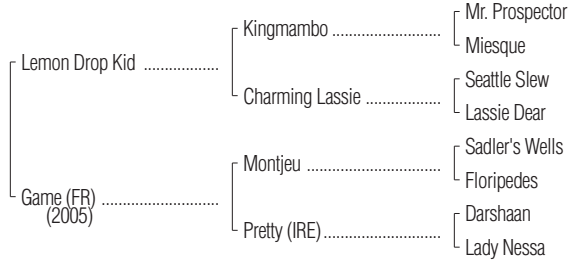 Mr. Prospector
Kingmambo ........................
Miesque
Lemon Drop Kid ................
Seattle Slew
Charming Lassie ................
Lassie Dear
Sadler's Wells
Montjeu ............................
Floripedes
Game (FR) .........................
(2005)
Darshaan
Pretty (IRE) .........................
Lady Nessa